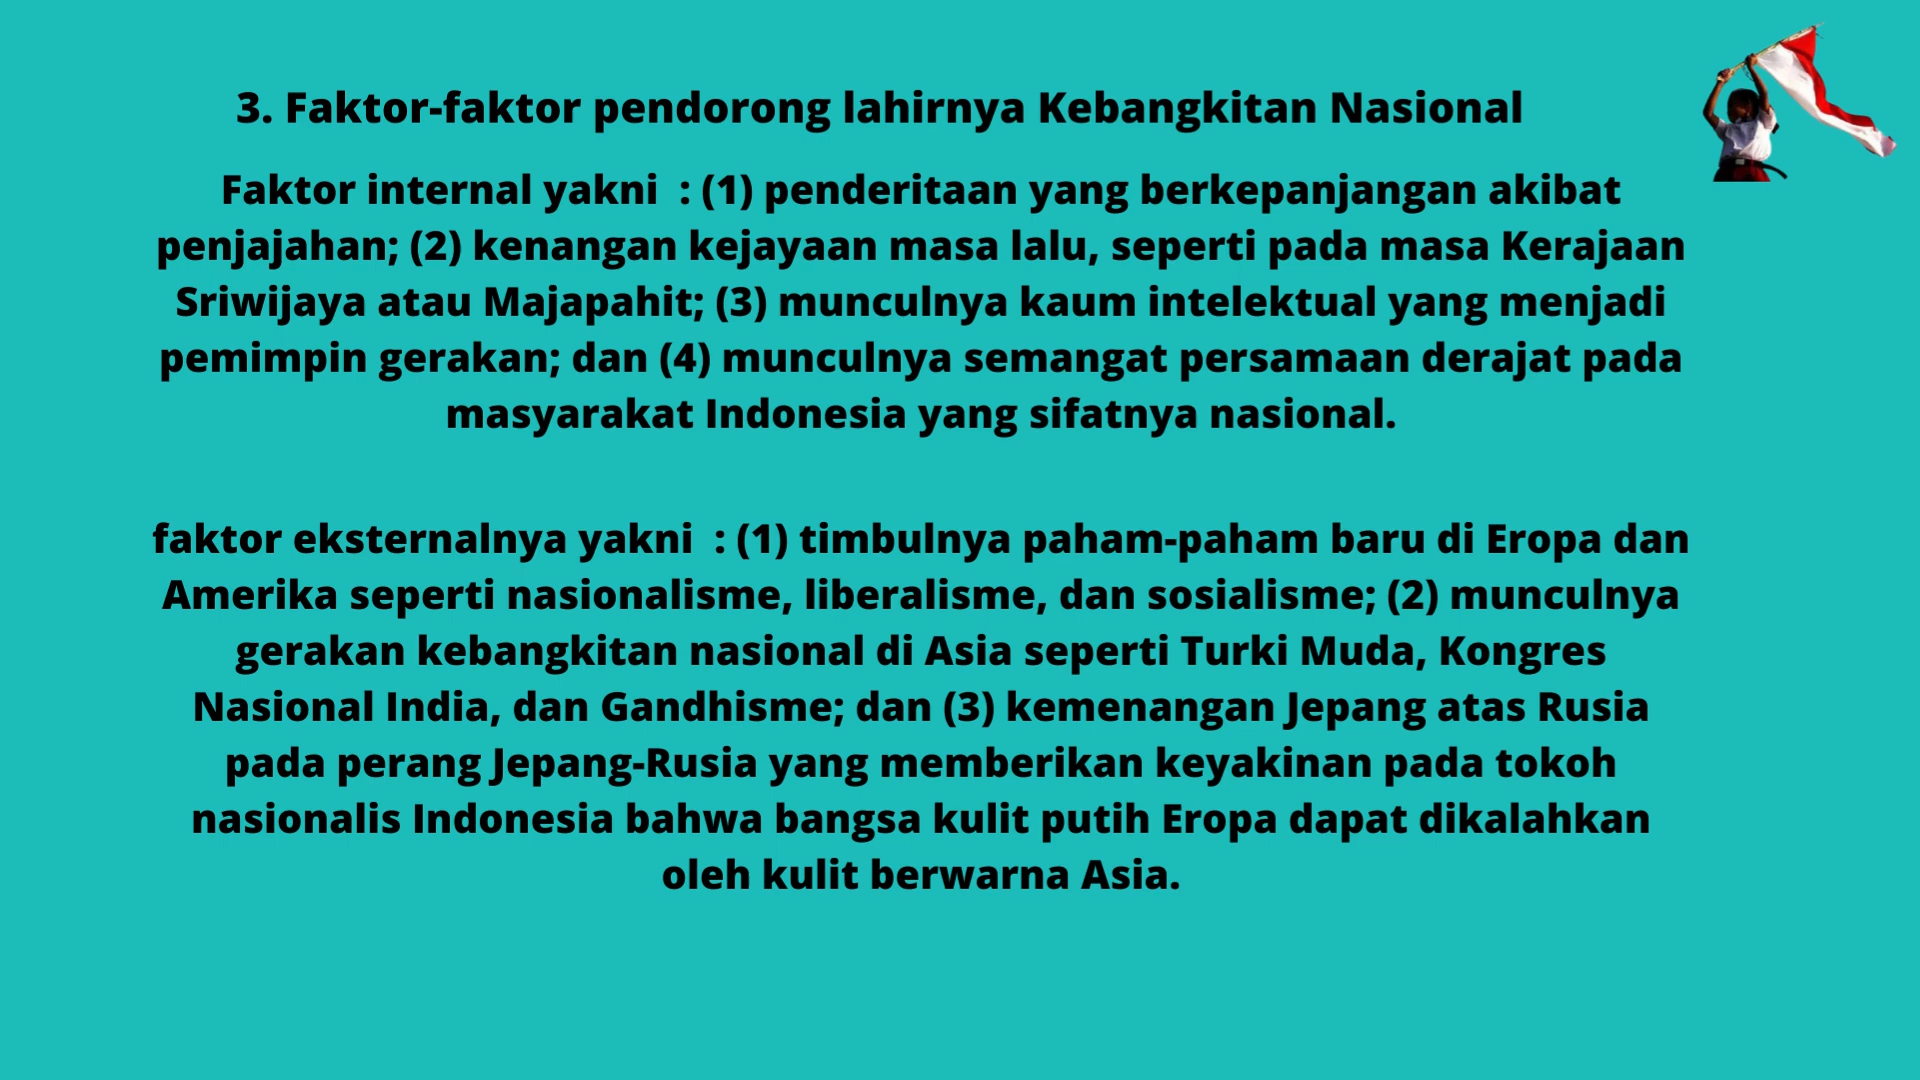 3. Faktor-faktor pendorong lahirnya Kebangkitan Nasional
Faktor internal yakni  : (1) penderitaan yang berkepanjangan akibat
penjajahan; (2) kenangan kejayaan masa lalu, seperti pada masa Kerajaan
Sriwijaya atau Majapahit; (3) munculnya kaum intelektual yang menjadi
pemimpin gerakan; dan (4) munculnya semangat persamaan derajat pada
masyarakat Indonesia yang sifatnya nasional.
faktor eksternalnya yakni  : (1) timbulnya paham-paham baru di Eropa dan
Amerika seperti nasionalisme, liberalisme, dan sosialisme; (2) munculnya
gerakan kebangkitan nasional di Asia seperti Turki Muda, Kongres
Nasional India, dan Gandhisme; dan (3) kemenangan Jepang atas Rusia
pada perang Jepang-Rusia yang memberikan keyakinan pada tokoh
nasionalis Indonesia bahwa bangsa kulit putih Eropa dapat dikalahkan
oleh kulit berwarna Asia.